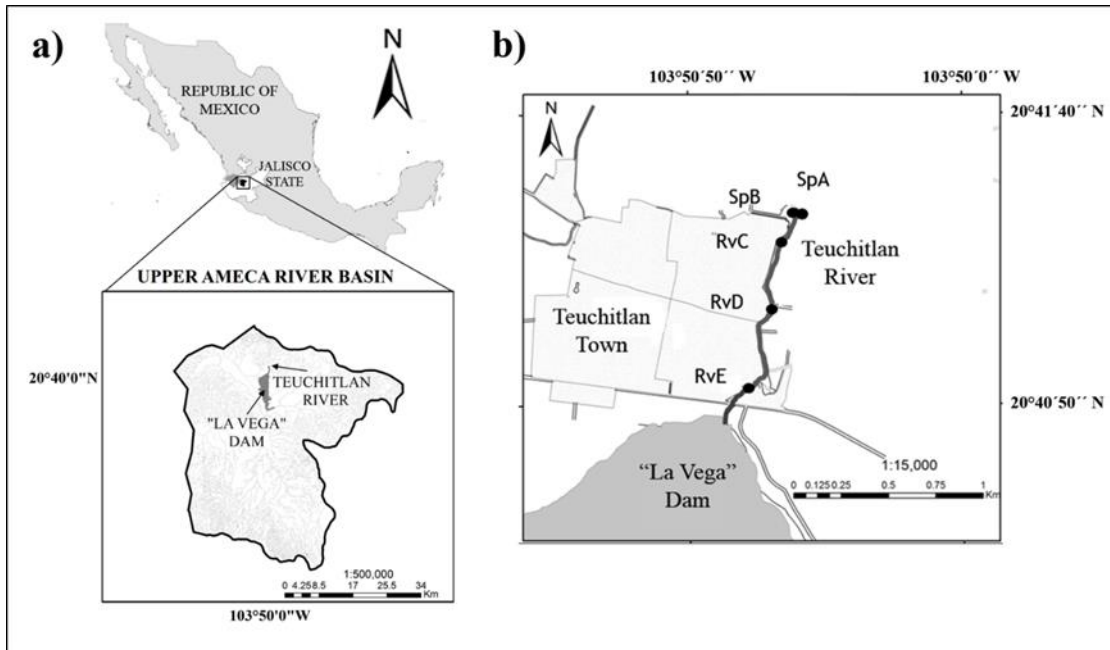 a)
N
REPUBLIC OF
MEXICO
JALISCO
STATE
UPPER AMECA RIVER BASIN
20°40'0"N
TEUCHITLAN
RIVER
"LA VEGA"
DAM
1:500,000
0 4.25 8.5 17 25.5 34
Km
103°50'0"W
b)
103°50´50´´ W
103°50´0´´ W
N
20°41´40´´ N
SpA
SpB
RvC
Teuchitlan
River
RvD
Teuchitlan
Town
RvE
20°40´50´´ N
"La Vega"
Dam
1:15,000
0 0.125 0.25 0.5 0.75 1
Km